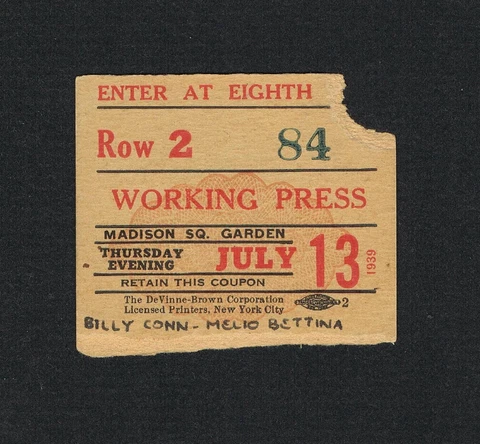 ENTER AT EIGHTH
Row 2 84
WORKING PRESS
MADISON SQ. GARDEN
THURSDAY
EVENING JULY 13 1939
RETAIN THIS COUPON
The DeVinne-Brown Corporation
Licensed Printers, New York City 2
BILLY CONN - MELIO BETTINA